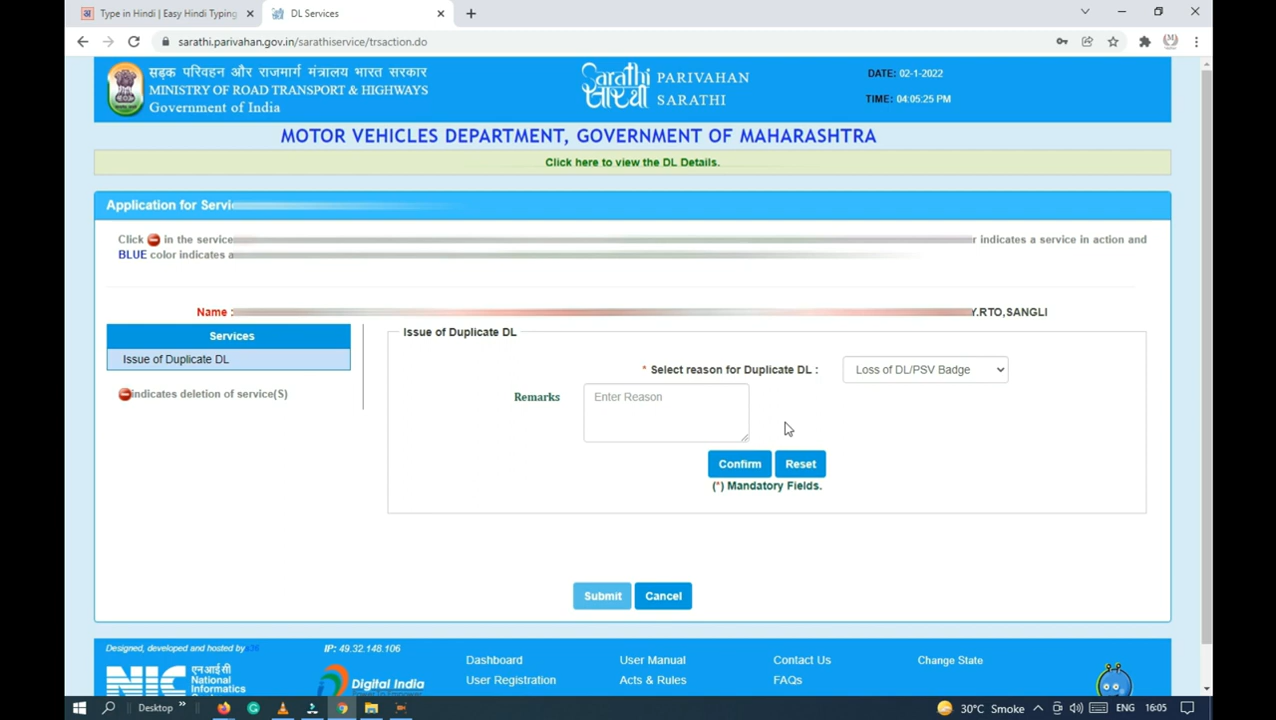 Type in Hindi | Easy Hindi Typing
DL Services
sarathi.parivahan.gov.in/sarathiservice/trsaction.do
सड़क परिवहन और राजमार्ग मंत्रालय भारत सरकार
MINISTRY OF ROAD TRANSPORT & HIGHWAYS
Government of India
Sarathi
सारथी
PARIVAHAN
SARATHI
DATE: 02-1-2022
TIME: 04:05:25 PM
MOTOR VEHICLES DEPARTMENT, GOVERNMENT OF MAHARASHTRA
Click here to view the DL Details.
Application for Servi
Click in the service r indicates a service in action and
BLUE color indicates a
Name : Y.RTO,SANGLI
Services
Issue of Duplicate DL
indicates deletion of service(S)
Issue of Duplicate DL
* Select reason for Duplicate DL : Loss of DL/PSV Badge
Remarks Enter Reason
Confirm Reset
(*) Mandatory Fields.
Submit Cancel
Designed, developed and hosted by
NIC एन आई सी
National
Informatics
IP: 49.32.148.106
Digital India
Dashboard User Manual Contact Us Change State
User Registration Acts & Rules FAQs
Desktop
30°C Smoke ENG 16:05